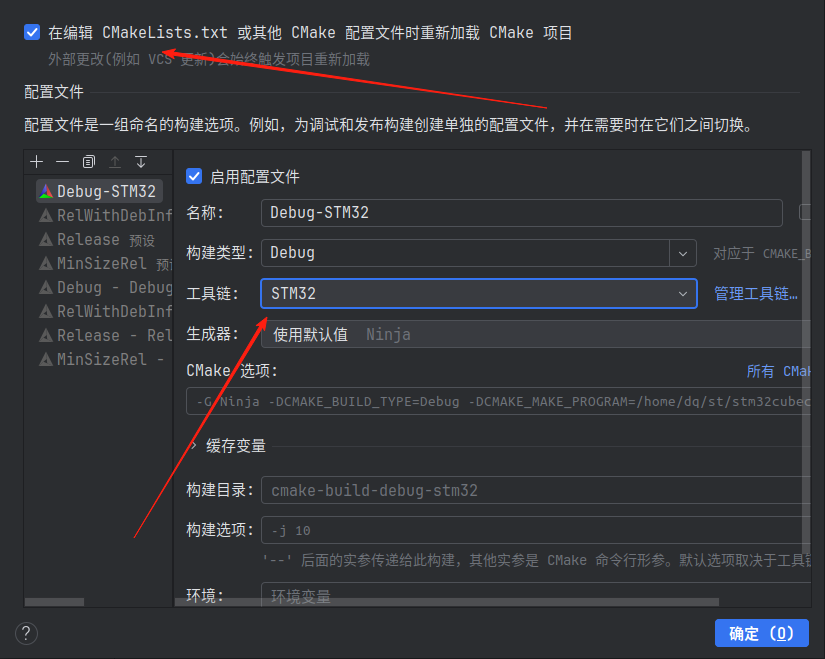 在编辑 CMakeLists.txt 或其他 CMake 配置文件时重新加载 CMake 项目
外部更改(例如 VCS 更新)会始终触发项目重新加载
配置文件
配置文件是一组命名的构建选项。例如，为调试和发布构建创建单独的配置文件，并在需要时在它们之间切换。
Debug-STM32
RelWithDebInf
Release 预设
MinSizeRel 预
Debug - Debug
RelWithDebInf
Release - Rel
MinSizeRel -
启用配置文件
名称: Debug-STM32
构建类型: Debug 对应于 CMAKE_B
工具链: STM32 管理工具链…
生成器: 使用默认值 Ninja
CMake 选项: 所有 CMak
-G Ninja -DCMAKE_BUILD_TYPE=Debug -DCMAKE_MAKE_PROGRAM=/home/dq/st/stm32cubec
缓存变量
构建目录: cmake-build-debug-stm32
构建选项: -j 10
'--' 后面的实参传递给此构建，其他实参是 CMake 命令行形参。默认选项取决于工具
环境: 环境变量
? 确定 (O)